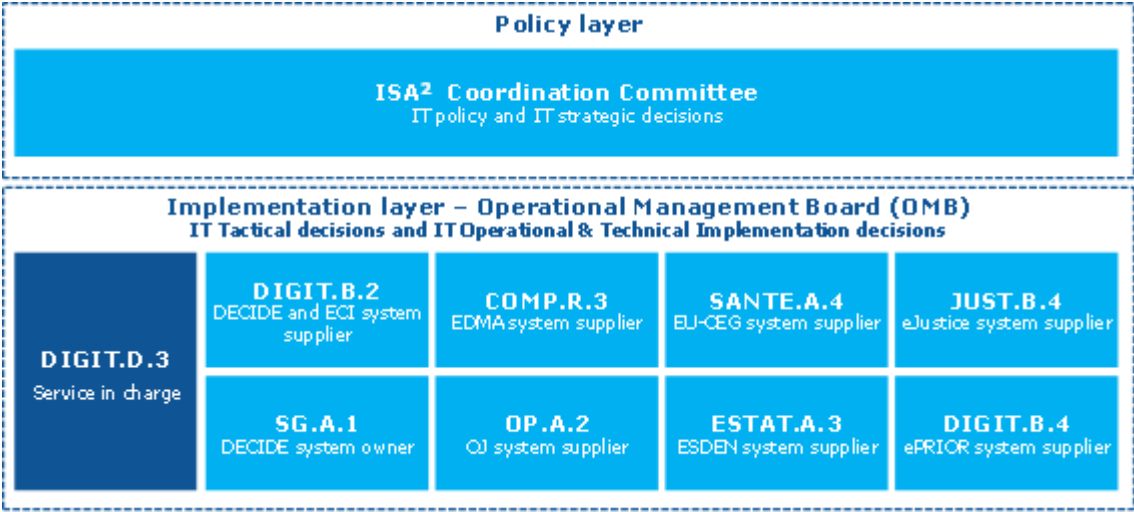 Policy layer
ISA² Coordination Committee
IT policy and IT strategic decisions
Implementation layer – Operational Management Board (OMB)
IT Tactical decisions and IT Operational & Technical Implementation decisions
DIGIT.D.3
Service in charge
DIGIT.B.2
DECIDE and ECI system
supplier
COMP.R.3
EDMA system supplier
SANTE.A.4
EU-CEG system supplier
JUST.B.4
eJustice system supplier
SG.A.1
DECIDE system owner
OP.A.2
OJ system supplier
ESTAT.A.3
ESDEN system supplier
DIGIT.B.4
ePRIOR system supplier